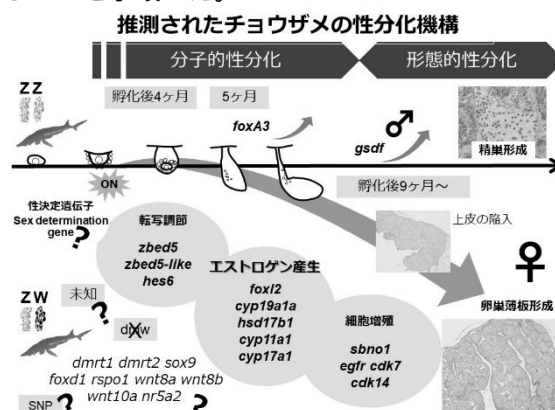 推測されたチョウザメの性分化機構
分子的性分化
形態的性分化
ZZ
孵化後4ヶ月
5ヶ月
foxA3
♂
gsdf
精巣形成
ON
孵化後9ヶ月～
性決定遺伝子
Sex determination
gene
?
転写調節
zbed5
zbed5-like
hes6
上皮の陥入
エストロゲン産生
foxl2
cyp19a1a
hsd17b1
cyp11a1
cyp17a1
♀
卵巣薄板形成
ZW
未知
?
細胞増殖
sbno1
egfr cdk7
cdk14
dmrt1 dmrt2 sox9
foxd1 rspo1 wnt8a wnt8b
wnt10a nr5a2
SNP
?
?